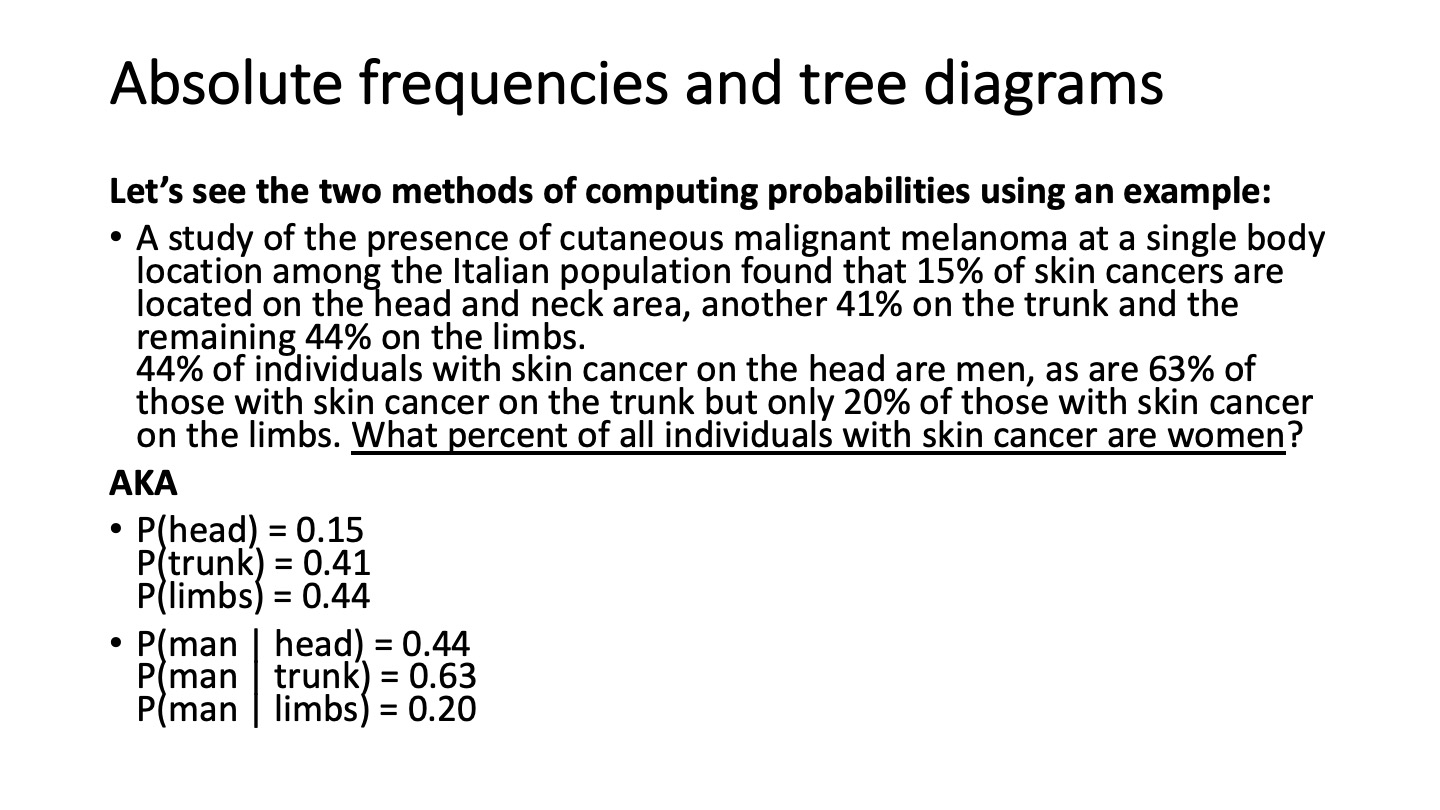 Absolute frequencies and tree diagrams
Let’s see the two methods of computing probabilities using an example:
• A study of the presence of cutaneous malignant melanoma at a single body
location among the Italian population found that 15% of skin cancers are
located on the head and neck area, another 41% on the trunk and the
remaining 44% on the limbs.
44% of individuals with skin cancer on the head are men, as are 63% of
those with skin cancer on the trunk but only 20% of those with skin cancer
on the limbs. What percent of all individuals with skin cancer are women?
AKA
• P(head) = 0.15
P(trunk) = 0.41
P(limbs) = 0.44
• P(man | head) = 0.44
P(man | trunk) = 0.63
P(man | limbs) = 0.20